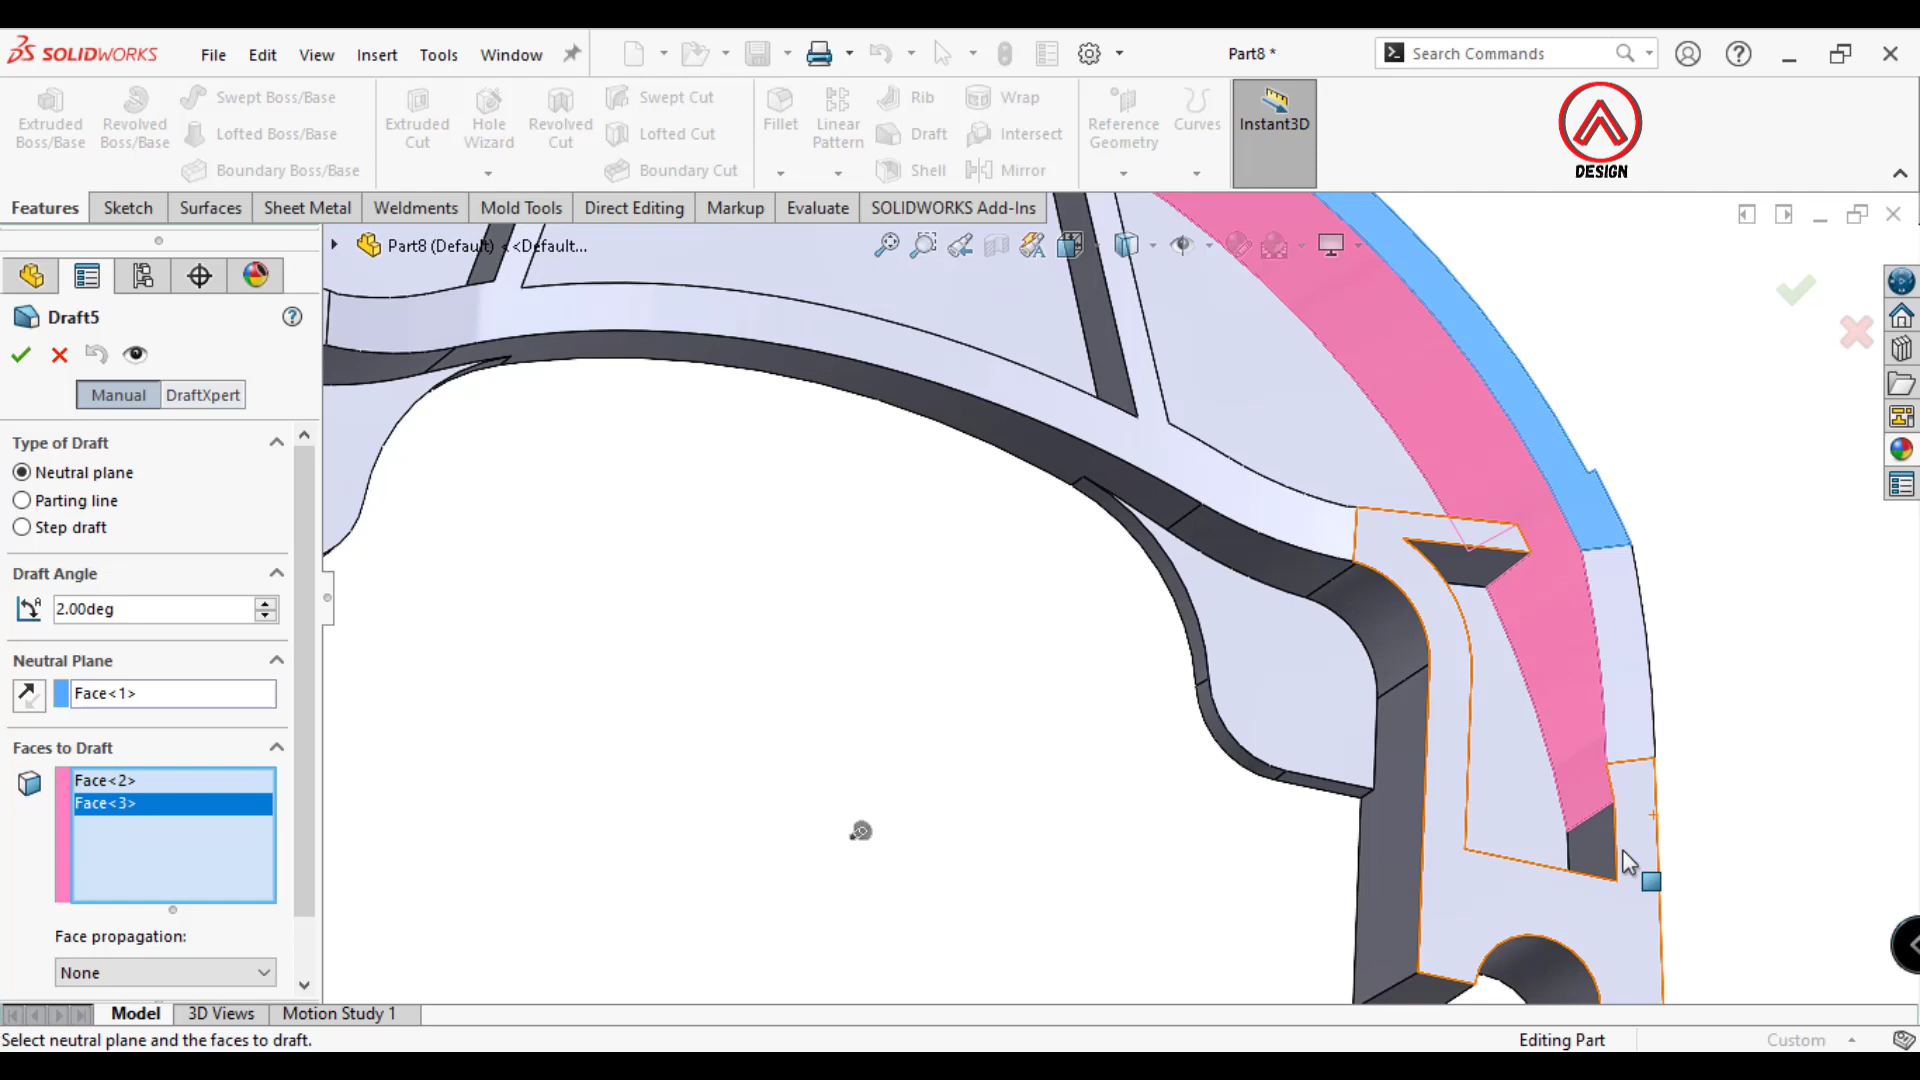 SOLIDWORKS File Edit View Insert Tools Window Part8 * Search Commands
Extruded Boss/Base
Revolved Boss/Base
Swept Boss/Base
Lofted Boss/Base
Boundary Boss/Base
Extruded Cut
Hole Wizard
Revolved Cut
Swept Cut
Lofted Cut
Boundary Cut
Fillet
Linear Pattern
Rib
Draft
Shell
Wrap
Intersect
Mirror
Reference Geometry
Curves
Instant3D
DESIGN
Features Sketch Surfaces Sheet Metal Weldments Mold Tools Direct Editing Markup Evaluate SOLIDWORKS Add-Ins
Part8 (Default) < <Default...
Draft5
Manual DraftXpert
Type of Draft
Neutral plane
Parting line
Step draft
Draft Angle
2.00deg
Neutral Plane
Face<1>
Faces to Draft
Face<2>
Face<3>
Face propagation:
None
Model 3D Views Motion Study 1
Select neutral plane and the faces to draft. Editing Part Custom